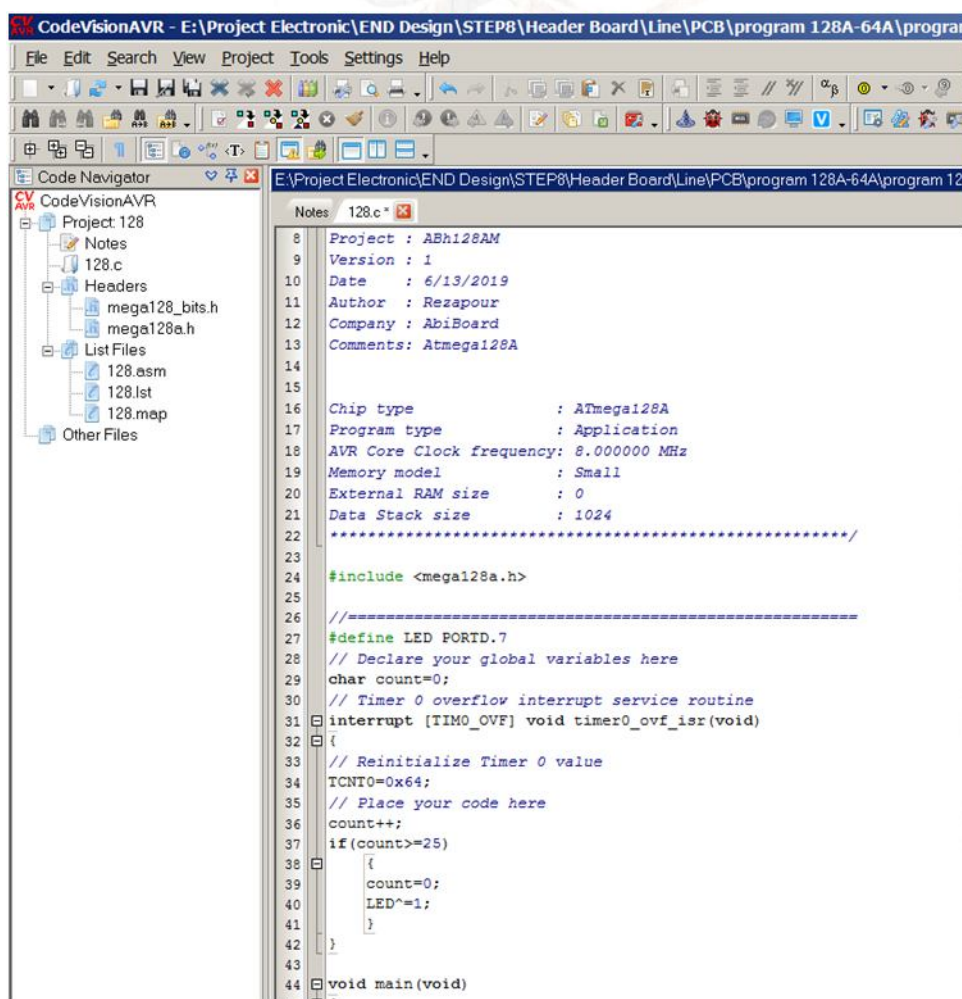 CodeVisionAVR - E:\Project Electronic\END Design\STEP8\Header Board\Line\PCB\program 128A-64A\progra
File Edit Search View Project Tools Settings Help
Code Navigator
CodeVisionAVR
Project: 128
Notes
128.c
Headers
mega128_bits.h
mega128a.h
List Files
128.asm
128.lst
128.map
Other Files
E:\Project Electronic\END Design\STEP8\Header Board\Line\PCB\program 128A-64A\program 12
Notes 128.c *
8 Project : ABh128AM
9 Version : 1
10 Date    : 6/13/2019
11 Author  : Rezapour
12 Company : AbiBoard
13 Comments: Atmega128A
14
15
16 Chip type               : ATmega128A
17 Program type            : Application
18 AVR Core Clock frequency: 8.000000 MHz
19 Memory model            : Small
20 External RAM size       : 0
21 Data Stack size         : 1024
22 *******************************************************/
23
24 #include <mega128a.h>
25
26 //======================================================
27 #define LED PORTD.7
28 // Declare your global variables here
29 char count=0;
30 // Timer 0 overflow interrupt service routine
31 interrupt [TIM0_OVF] void timer0_ovf_isr(void)
32 {
33 // Reinitialize Timer 0 value
34 TCNT0=0x64;
35 // Place your code here
36 count++;
37 if(count>=25)
38     {
39     count=0;
40     LED^=1;
41     }
42 }
43
44 void main(void)